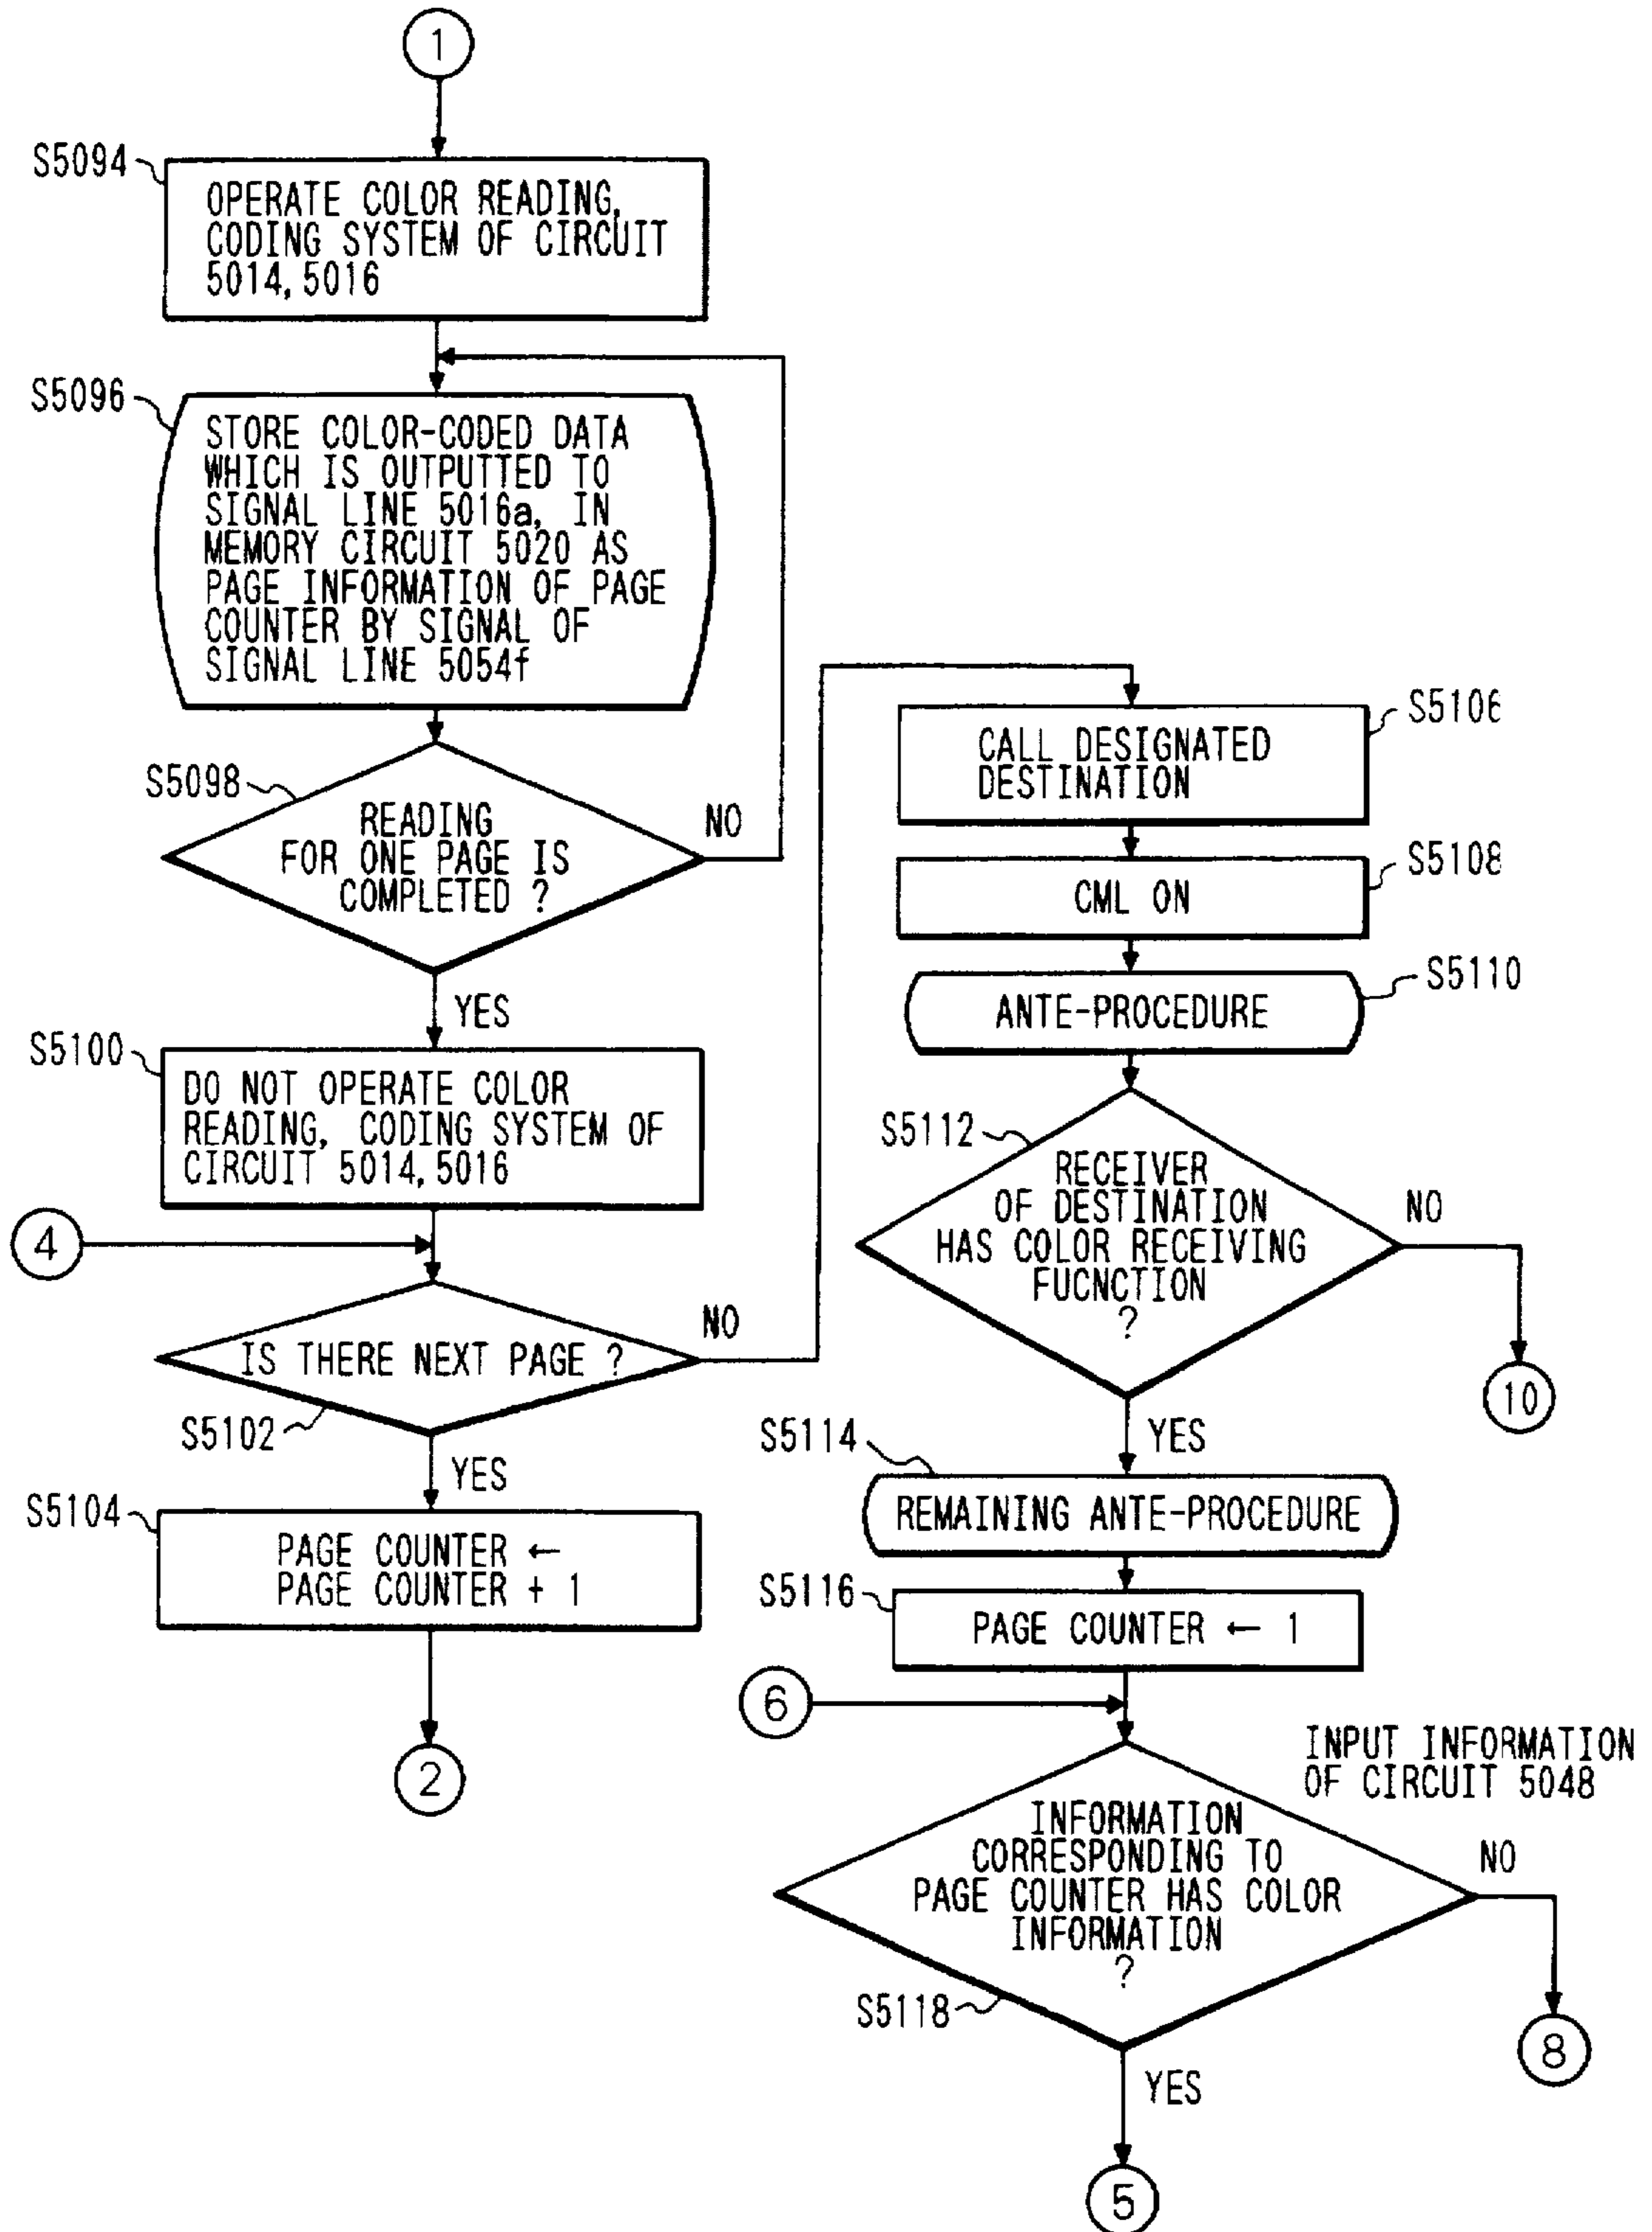 1
S5094
OPERATE COLOR READING,
CODING SYSTEM OF CIRCUIT
5014, 5016
S5096
STORE COLOR-CODED DATA
WHICH IS OUTPUTTED TO
SIGNAL LINE 5016a, IN
MEMORY CIRCUIT 5020 AS
PAGE INFORMATION OF PAGE
COUNTER BY SIGNAL OF
SIGNAL LINE 5054f
S5098
READING
FOR ONE PAGE IS
COMPLETED ?
NO
YES
S5100
DO NOT OPERATE COLOR
READING, CODING SYSTEM OF
CIRCUIT 5014, 5016
4
IS THERE NEXT PAGE ?
NO
S5102
YES
S5104
PAGE COUNTER ←
PAGE COUNTER + 1
2
S5106
CALL DESIGNATED
DESTINATION
S5108
CML ON
S5110
ANTE-PROCEDURE
S5112
RECEIVER
OF DESTINATION
HAS COLOR RECEIVING
FUCNCTION
?
NO
10
YES
S5114
REMAINING ANTE-PROCEDURE
S5116
PAGE COUNTER ← 1
6
INPUT INFORMATION
OF CIRCUIT 5048
INFORMATION
CORRESPONDING TO
PAGE COUNTER HAS COLOR
INFORMATION
?
NO
S5118
8
YES
5